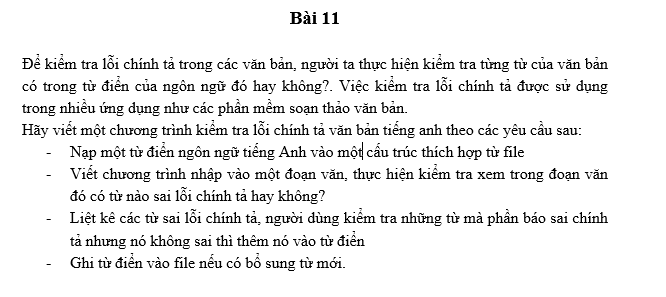 Bài 11
Để kiểm tra lỗi chính tả trong các văn bản, người ta thực hiện kiểm tra từng từ của văn bản
có trong từ điển của ngôn ngữ đó hay không?. Việc kiểm tra lỗi chính tả được sử dụng
trong nhiều ứng dụng như các phần mềm soạn thảo văn bản.
Hãy viết một chương trình kiểm tra lỗi chính tả văn bản tiếng anh theo các yêu cầu sau:
- Nạp một từ điển ngôn ngữ tiếng Anh vào một cấu trúc thích hợp từ file
- Viết chương trình nhập vào một đoạn văn, thực hiện kiểm tra xem trong đoạn văn
đó có từ nào sai lỗi chính tả hay không?
- Liệt kê các từ sai lỗi chính tả, người dùng kiểm tra những từ mà phần báo sai chính
tả nhưng nó không sai thì thêm nó vào từ điển
- Ghi từ điển vào file nếu có bổ sung từ mới.